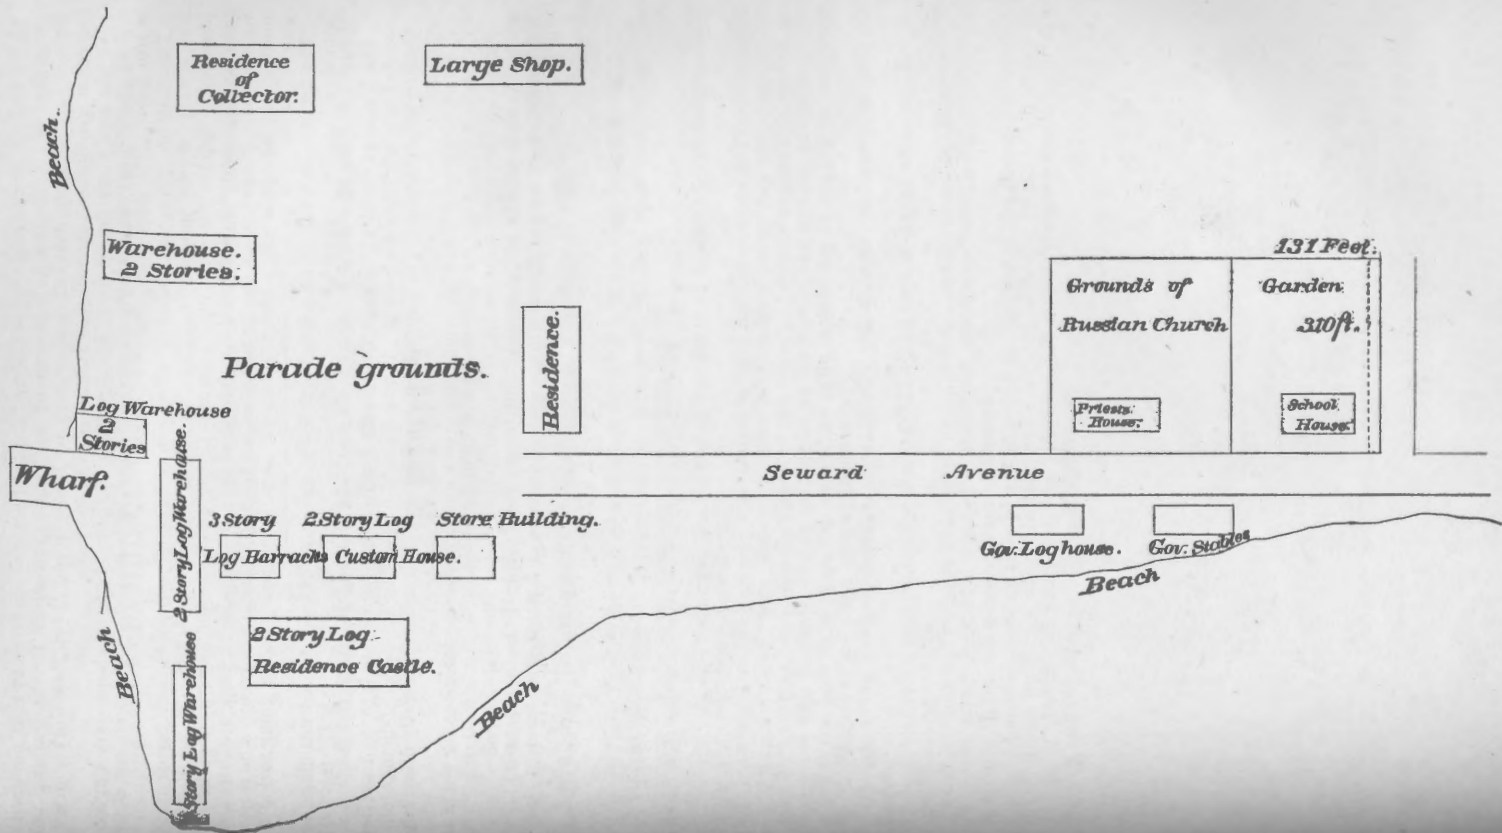 Residence
of
Collector.
Large Shop.
Beach.
Warehouse.
2 Stories.
131 Feet.
Grounds of
Russian Church
Garden
310 ft.
Residence.
Parade grounds.
Log Warehouse
2
Stories
Priests
House.
School
House.
Wharf.
2 Story Log Warehouse.
Seward Avenue
3 Story
Log Barracks
2 Story Log
Custom House.
Store Building.
Gov. Log house.
Gov. Stables
Beach
2 Story Log
Residence Castle.
Beach
Story Log Warehouse
Beach